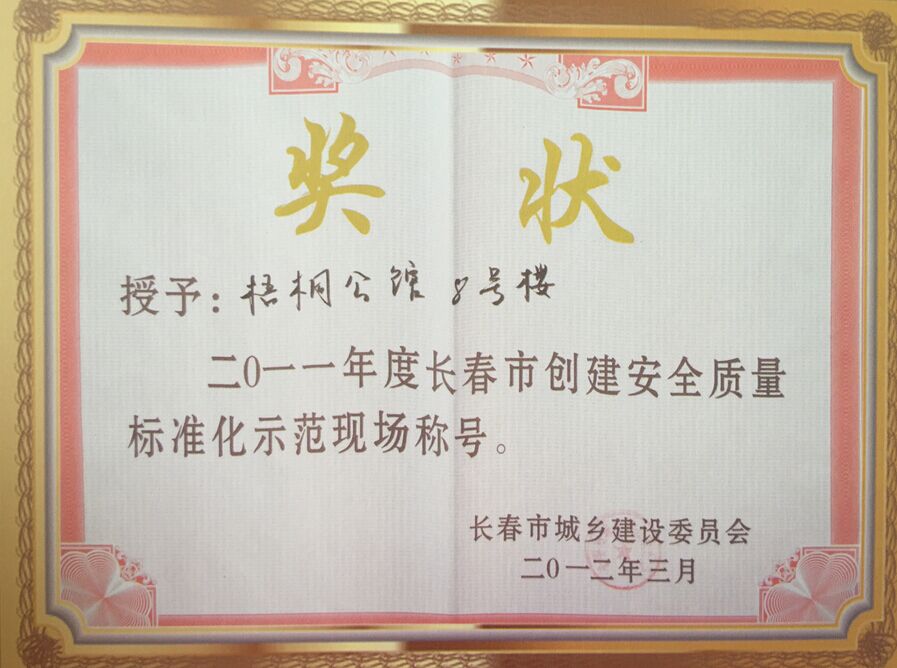 奖状
授予：梧桐公馆 8号楼
二0一一年度长春市创建安全质量
标准化示范现场称号。
长春市城乡建设委员会
二0一二年三月